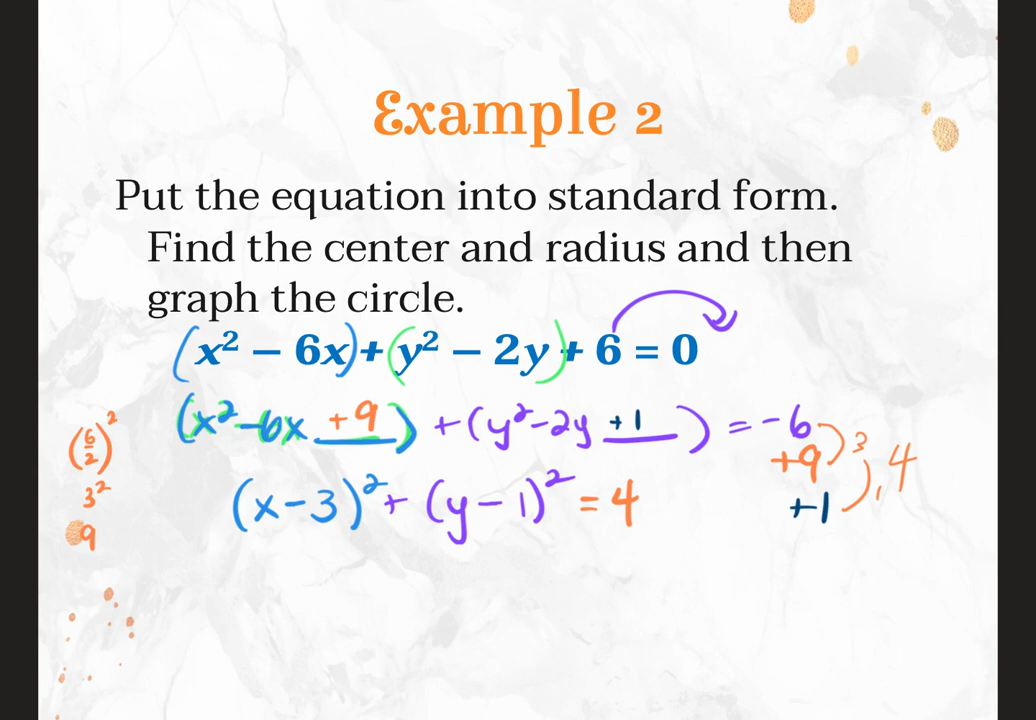 Example 2
Put the equation into standard form.
Find the center and radius and then
graph the circle.
(x² − 6x) + (y² − 2y) + 6 = 0
(x² − 6x +9) + (y² − 2y +1) = −6
+9
+1
3
, 4
(6/2)²
3²
9
(x − 3)² + (y − 1)² = 4